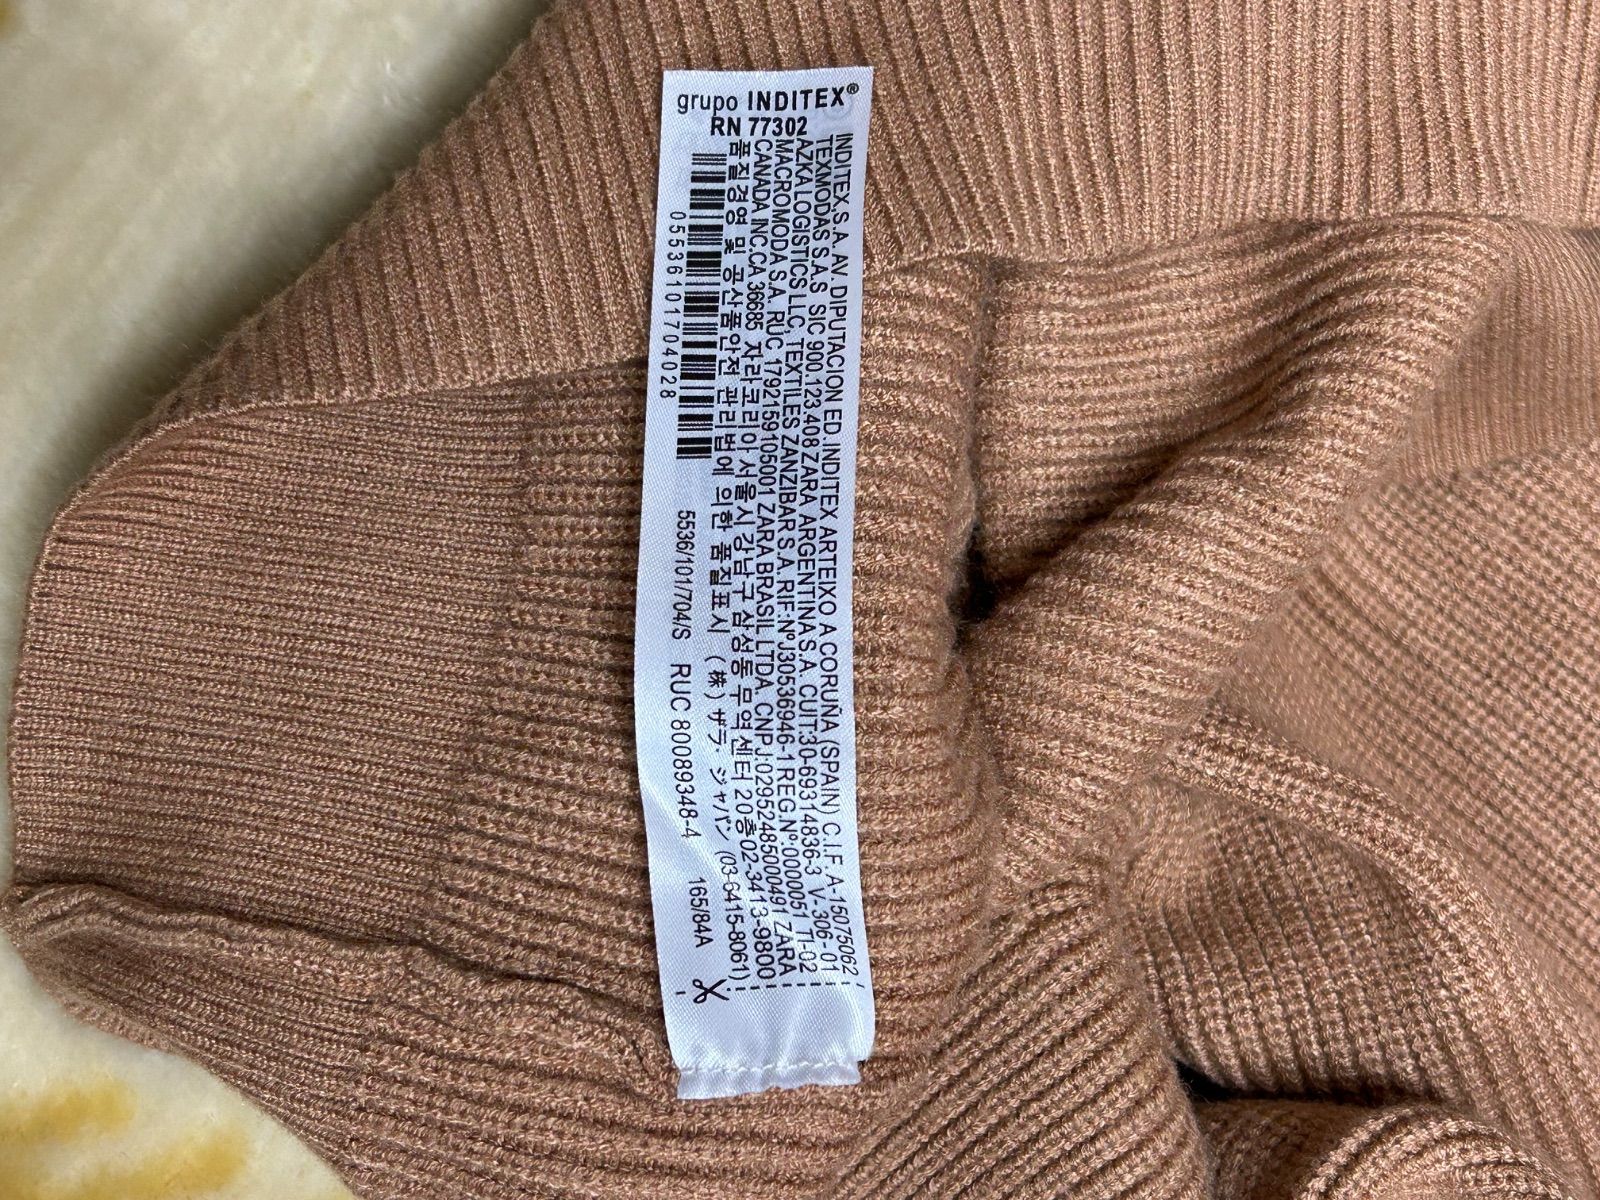 grupo INDITEX®
RN 77302
INDITEX,S.A. AV. DIPUTACION ED.INDITEX ARTEIXO A CORUÑA (SPAIN) C.I.F. A-15075062
TEXMODAS S.A.S SIC 900.123.408 ZARA ARGENTINA S.A. CUIT:30-69314836-3 V-306-01
AZKA LOGISTICS LLC, TEXTILES ZANZIBAR S.A. RIF:Nº J30536946-1 REG.Nº:0000051 TI-02
MACROMODA S.A. RUC 1792159105001 ZARA BRASIL LTDA. CNPJ:02952485000491 ZARA
CANADA INC.CA 36685 자라코리아 서울시 강남구 삼성동 무역센터 20층 02-3413-9800
품질경영 및 공산품안전 관리법에 의한 품질표시 (株)ザラ・ジャパン (03-6415-8061)
5536/101/704/S RUC 80089348-4 165/84A
05536101704028